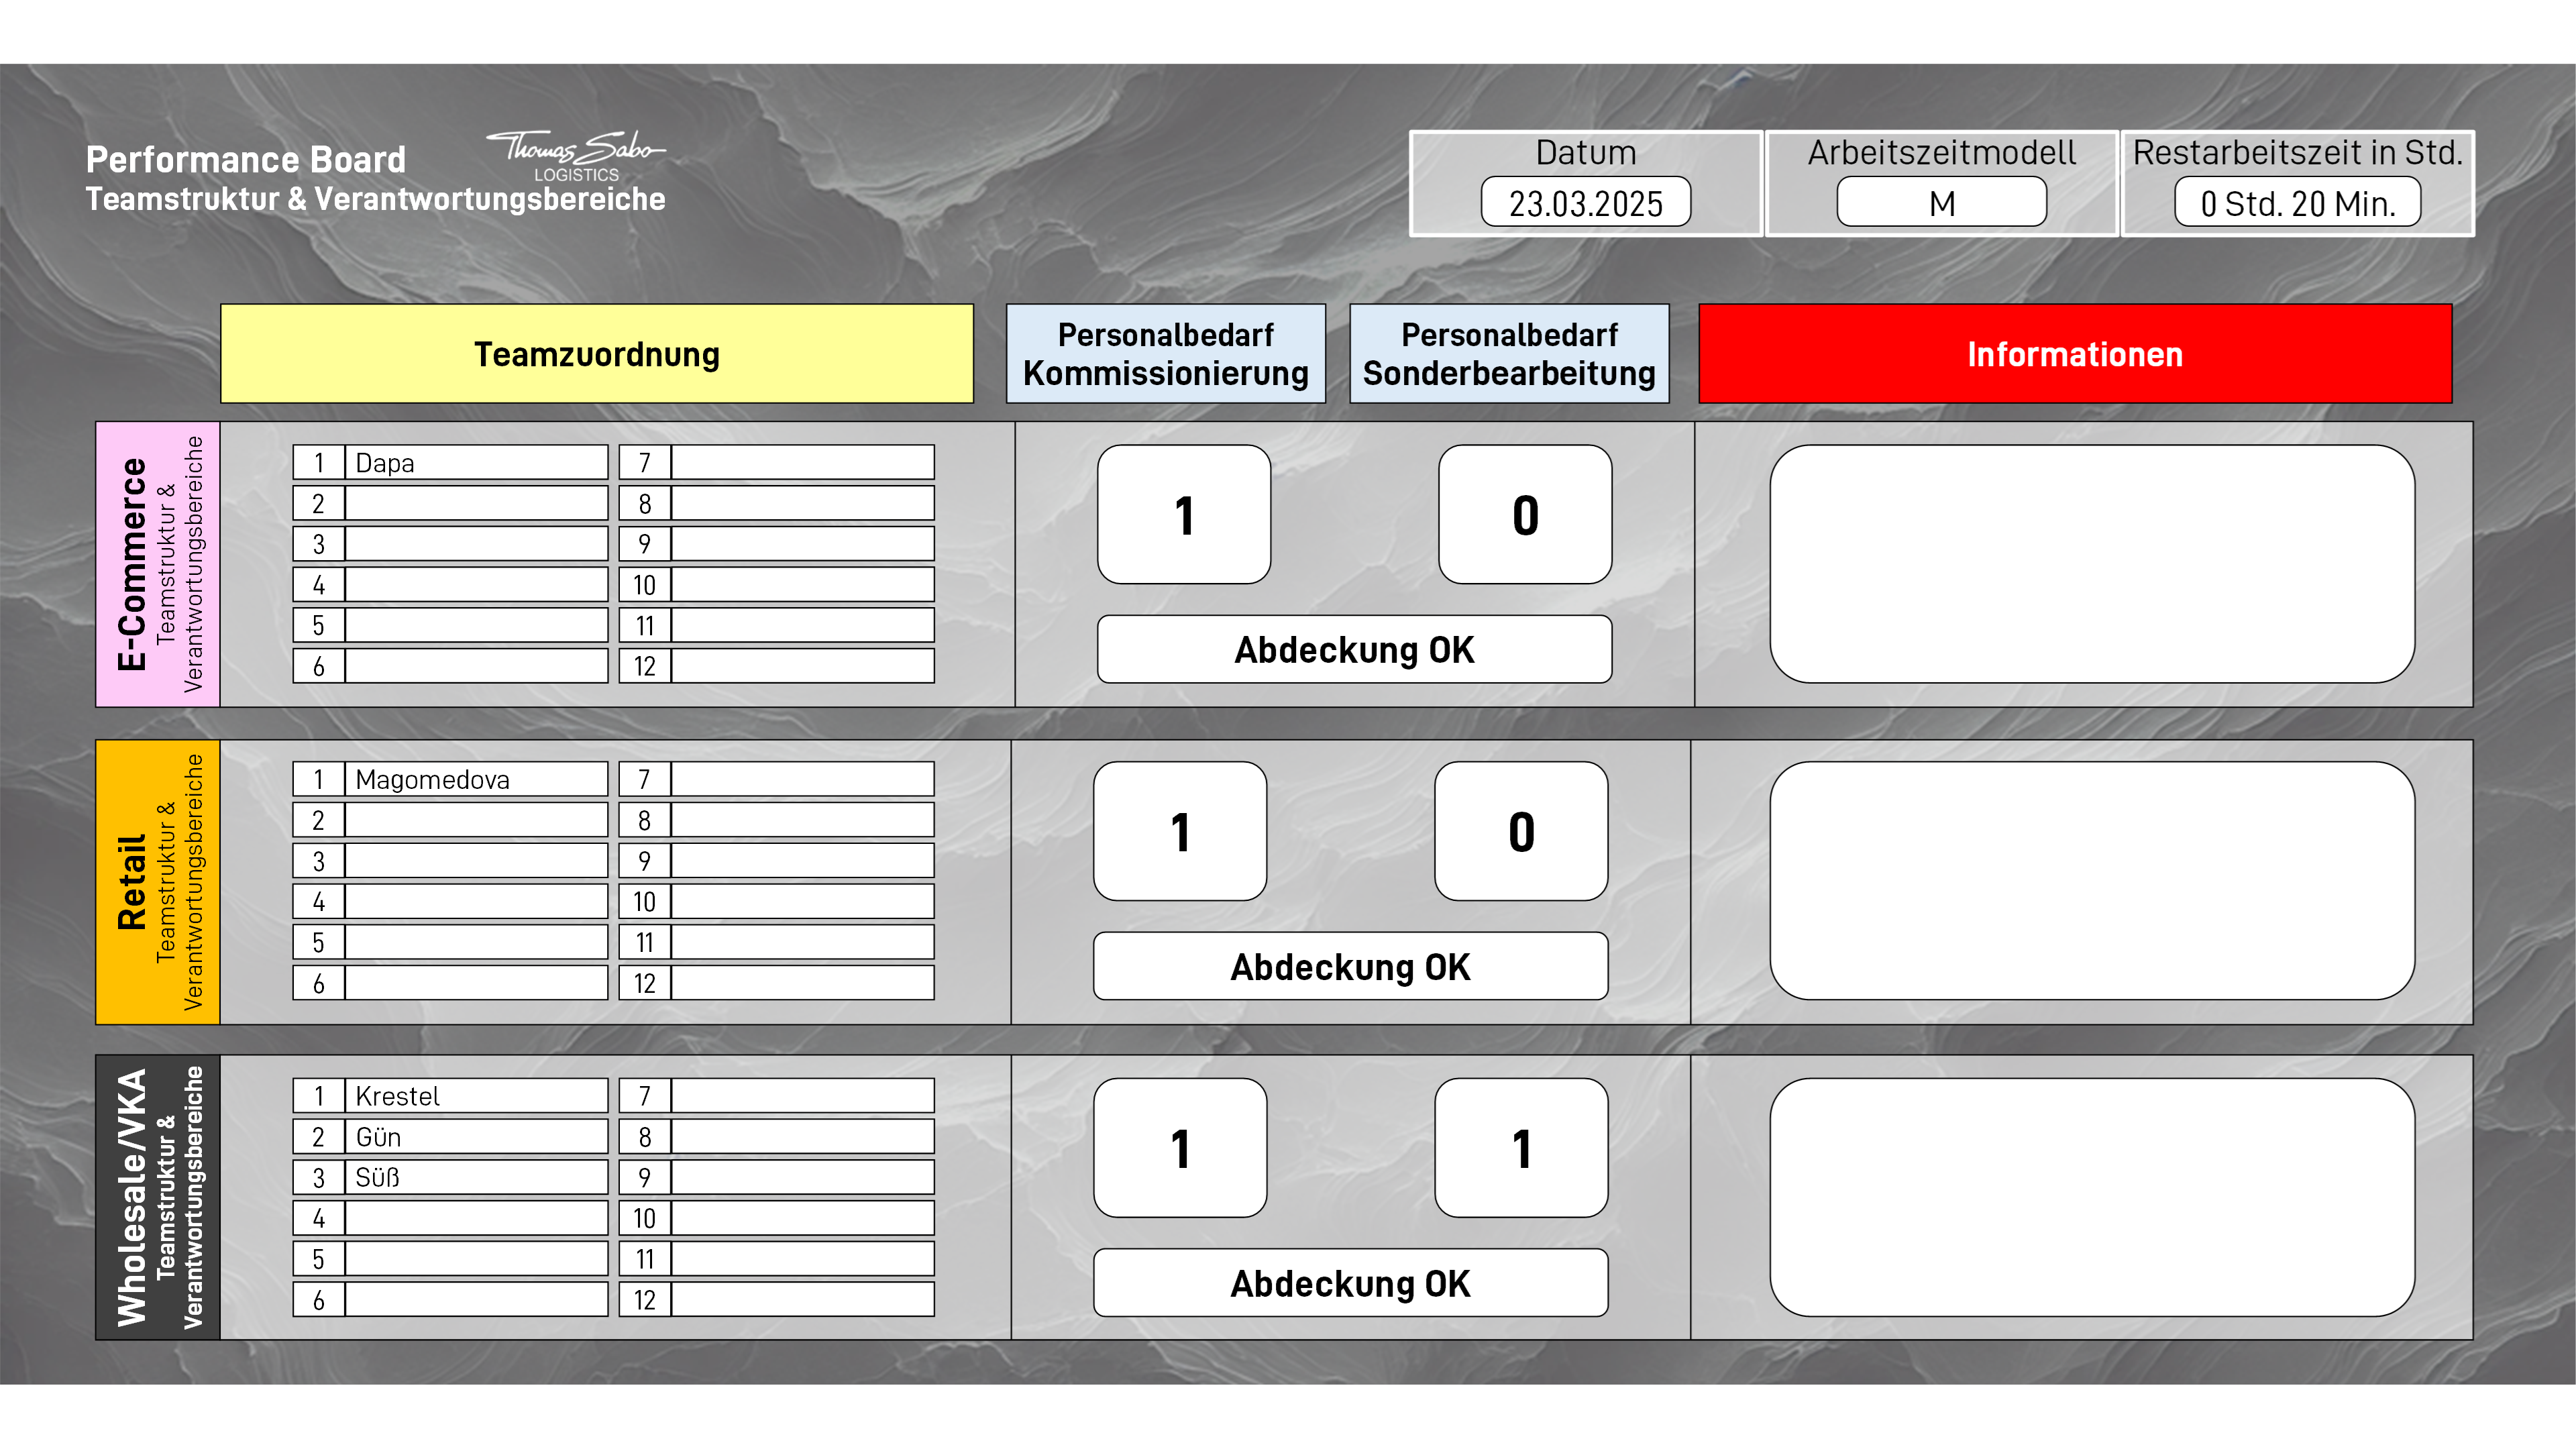 Performance Board
Thomas Sabo
LOGISTICS
Teamstruktur & Verantwortungsbereiche
Datum
23.03.2025
Arbeitszeitmodell
M
Restarbeitszeit in Std.
0 Std. 20 Min.
Teamzuordnung
Personalbedarf
Kommissionierung
Personalbedarf
Sonderbearbeitung
Informationen
E-Commerce
Teamstruktur &
Verantwortungsbereiche
1 Dapa 7
2 8
3 9
4 10
5 11
6 12
1
0
Abdeckung OK
Retail
Teamstruktur &
Verantwortungsbereiche
1 Magomedova 7
2 8
3 9
4 10
5 11
6 12
1
0
Abdeckung OK
Wholesale/VKA
Teamstruktur &
Verantwortungsbereiche
1 Krestel 7
2 Gün 8
3 Süß 9
4 10
5 11
6 12
1
1
Abdeckung OK